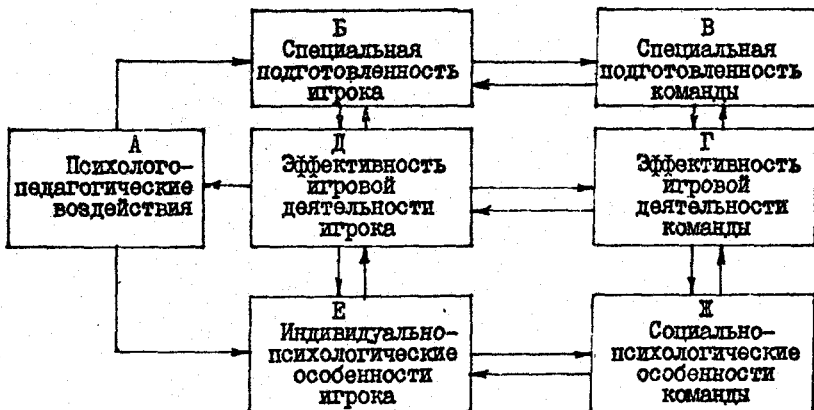 Б
Специальная
подготовленность
игрока
В
Специальная
подготовленность
команды
А
Психолого-
педагогические
воздействия
Д
Эффективность
игровой
деятельности
игрока
Г
Эффективность
игровой
деятельности
команды
Е
Индивидуально-
психологические
особенности
игрока
Ж
Социально-
психологические
особенности
команды